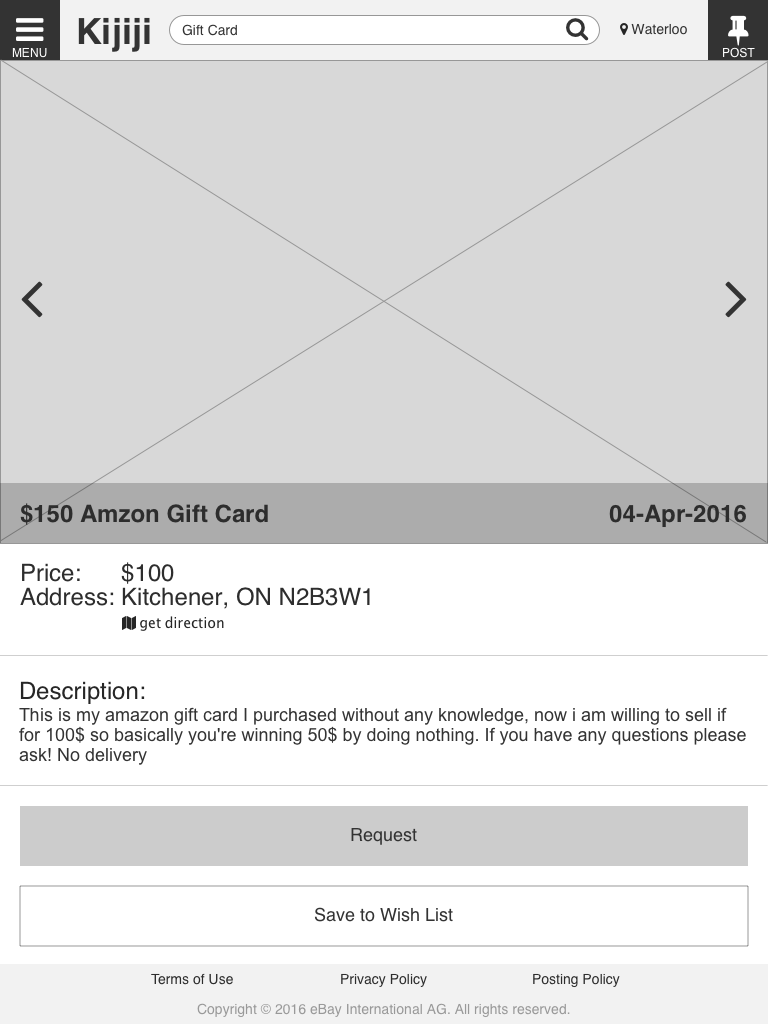 MENU
Kijiji
Gift Card
Waterloo
POST
$150 Amzon Gift Card
04-Apr-2016
Price: $100
Address: Kitchener, ON N2B3W1
get direction
Description:
This is my amazon gift card I purchased without any knowledge, now i am willing to sell if
for 100$ so basically you're winning 50$ by doing nothing. If you have any questions please
ask! No delivery
Request
Save to Wish List
Terms of Use
Privacy Policy
Posting Policy
Copyright © 2016 eBay International AG. All rights reserved.